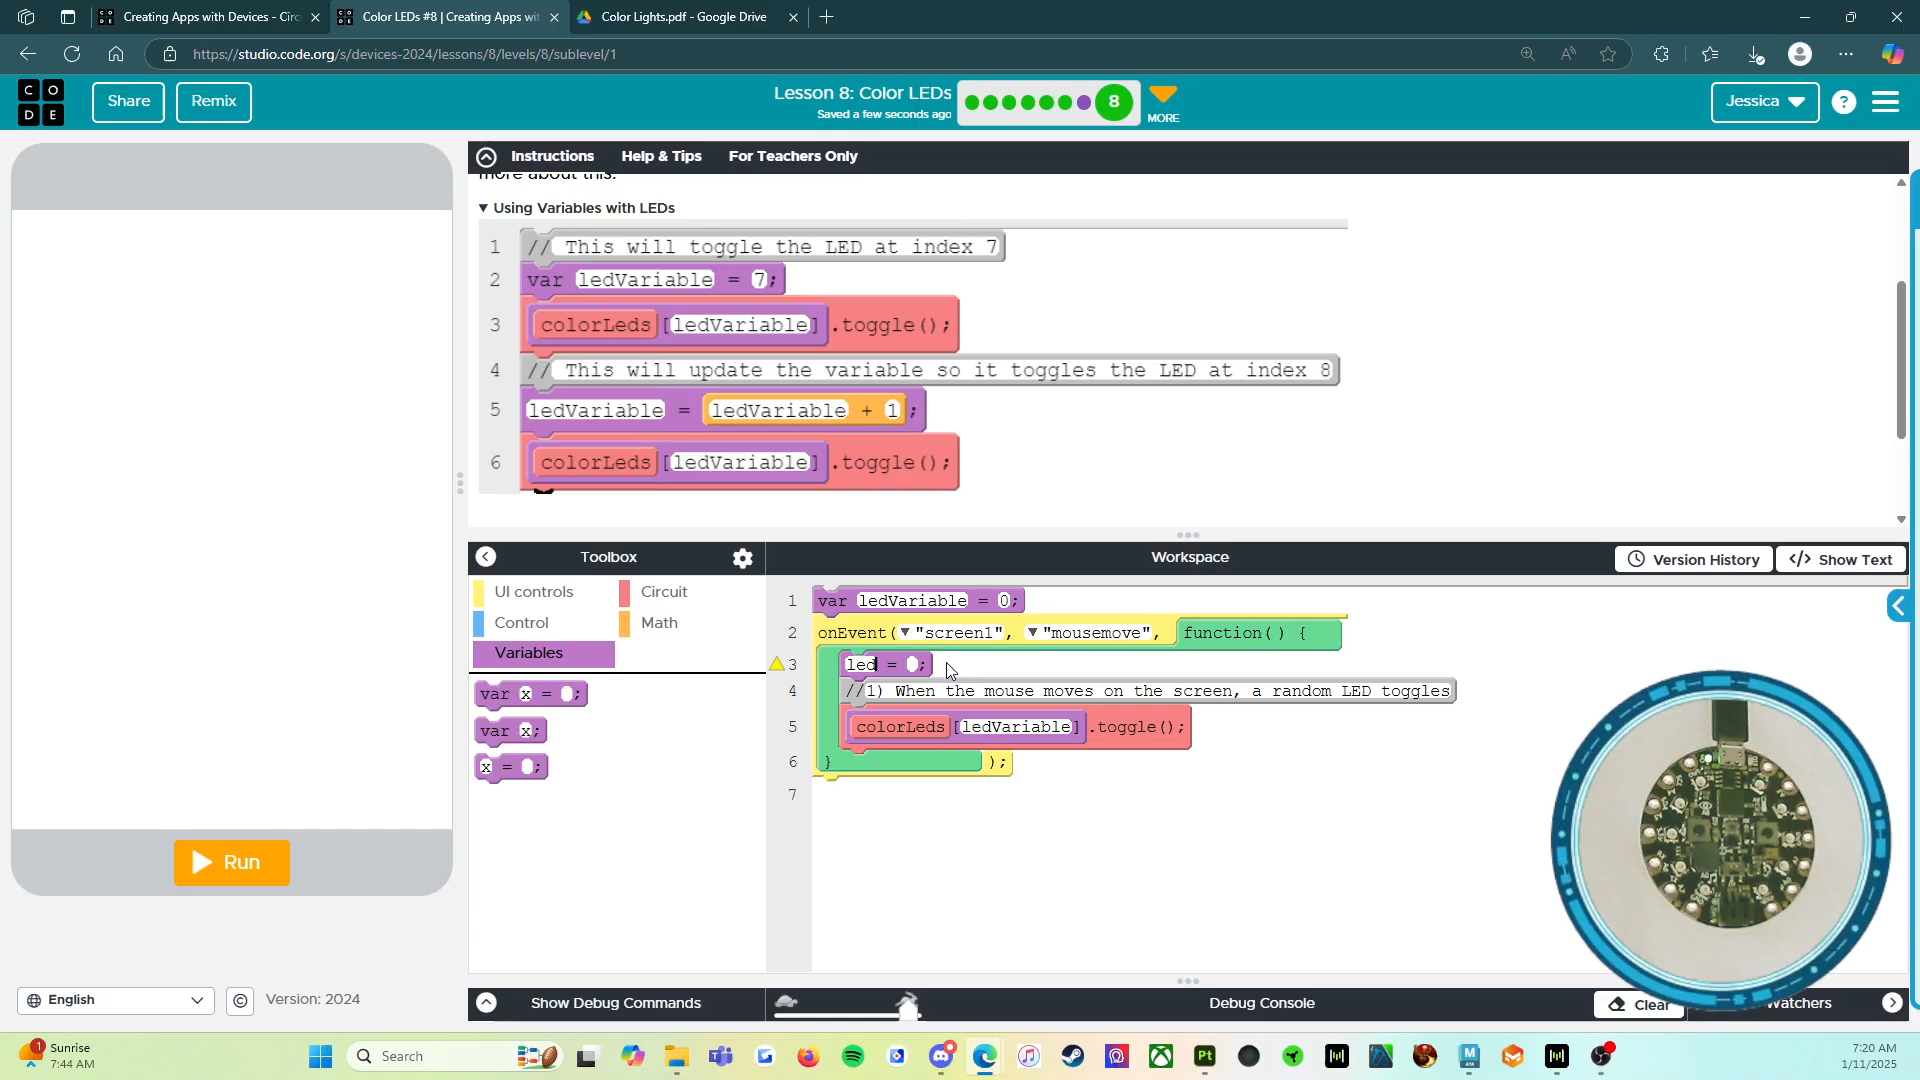 Creating Apps with Devices - Circ
Color LEDs #8 | Creating Apps wit
Color Lights.pdf - Google Drive
https://studio.code.org/s/devices-2024/lessons/8/levels/8/sublevel/1
C O
D E
Share
Remix
Lesson 8: Color LEDs
Saved a few seconds ago
8
MORE
Jessica
?
Instructions
Help & Tips
For Teachers Only
more about this.
Using Variables with LEDs
1 // This will toggle the LED at index 7
2 var ledVariable = 7;
3 colorLeds[ledVariable].toggle();
4 // This will update the variable so it toggles the LED at index 8
5 ledVariable = ledVariable + 1;
6 colorLeds[ledVariable].toggle();
Toolbox
Workspace
Version History
</> Show Text
UI controls
Circuit
Control
Math
Variables
var x = ;
var x;
x = ;
1 var ledVariable = 0;
2 onEvent("screen1", "mousemove", function() {
3 led = ;
4 //1) When the mouse moves on the screen, a random LED toggles
5 colorLeds[ledVariable].toggle();
6 } );
7
Run
English
Version: 2024
Show Debug Commands
Debug Console
Clear
Watchers
1
Sunrise
7:44 AM
Search
Pt
7:20 AM
1/11/2025